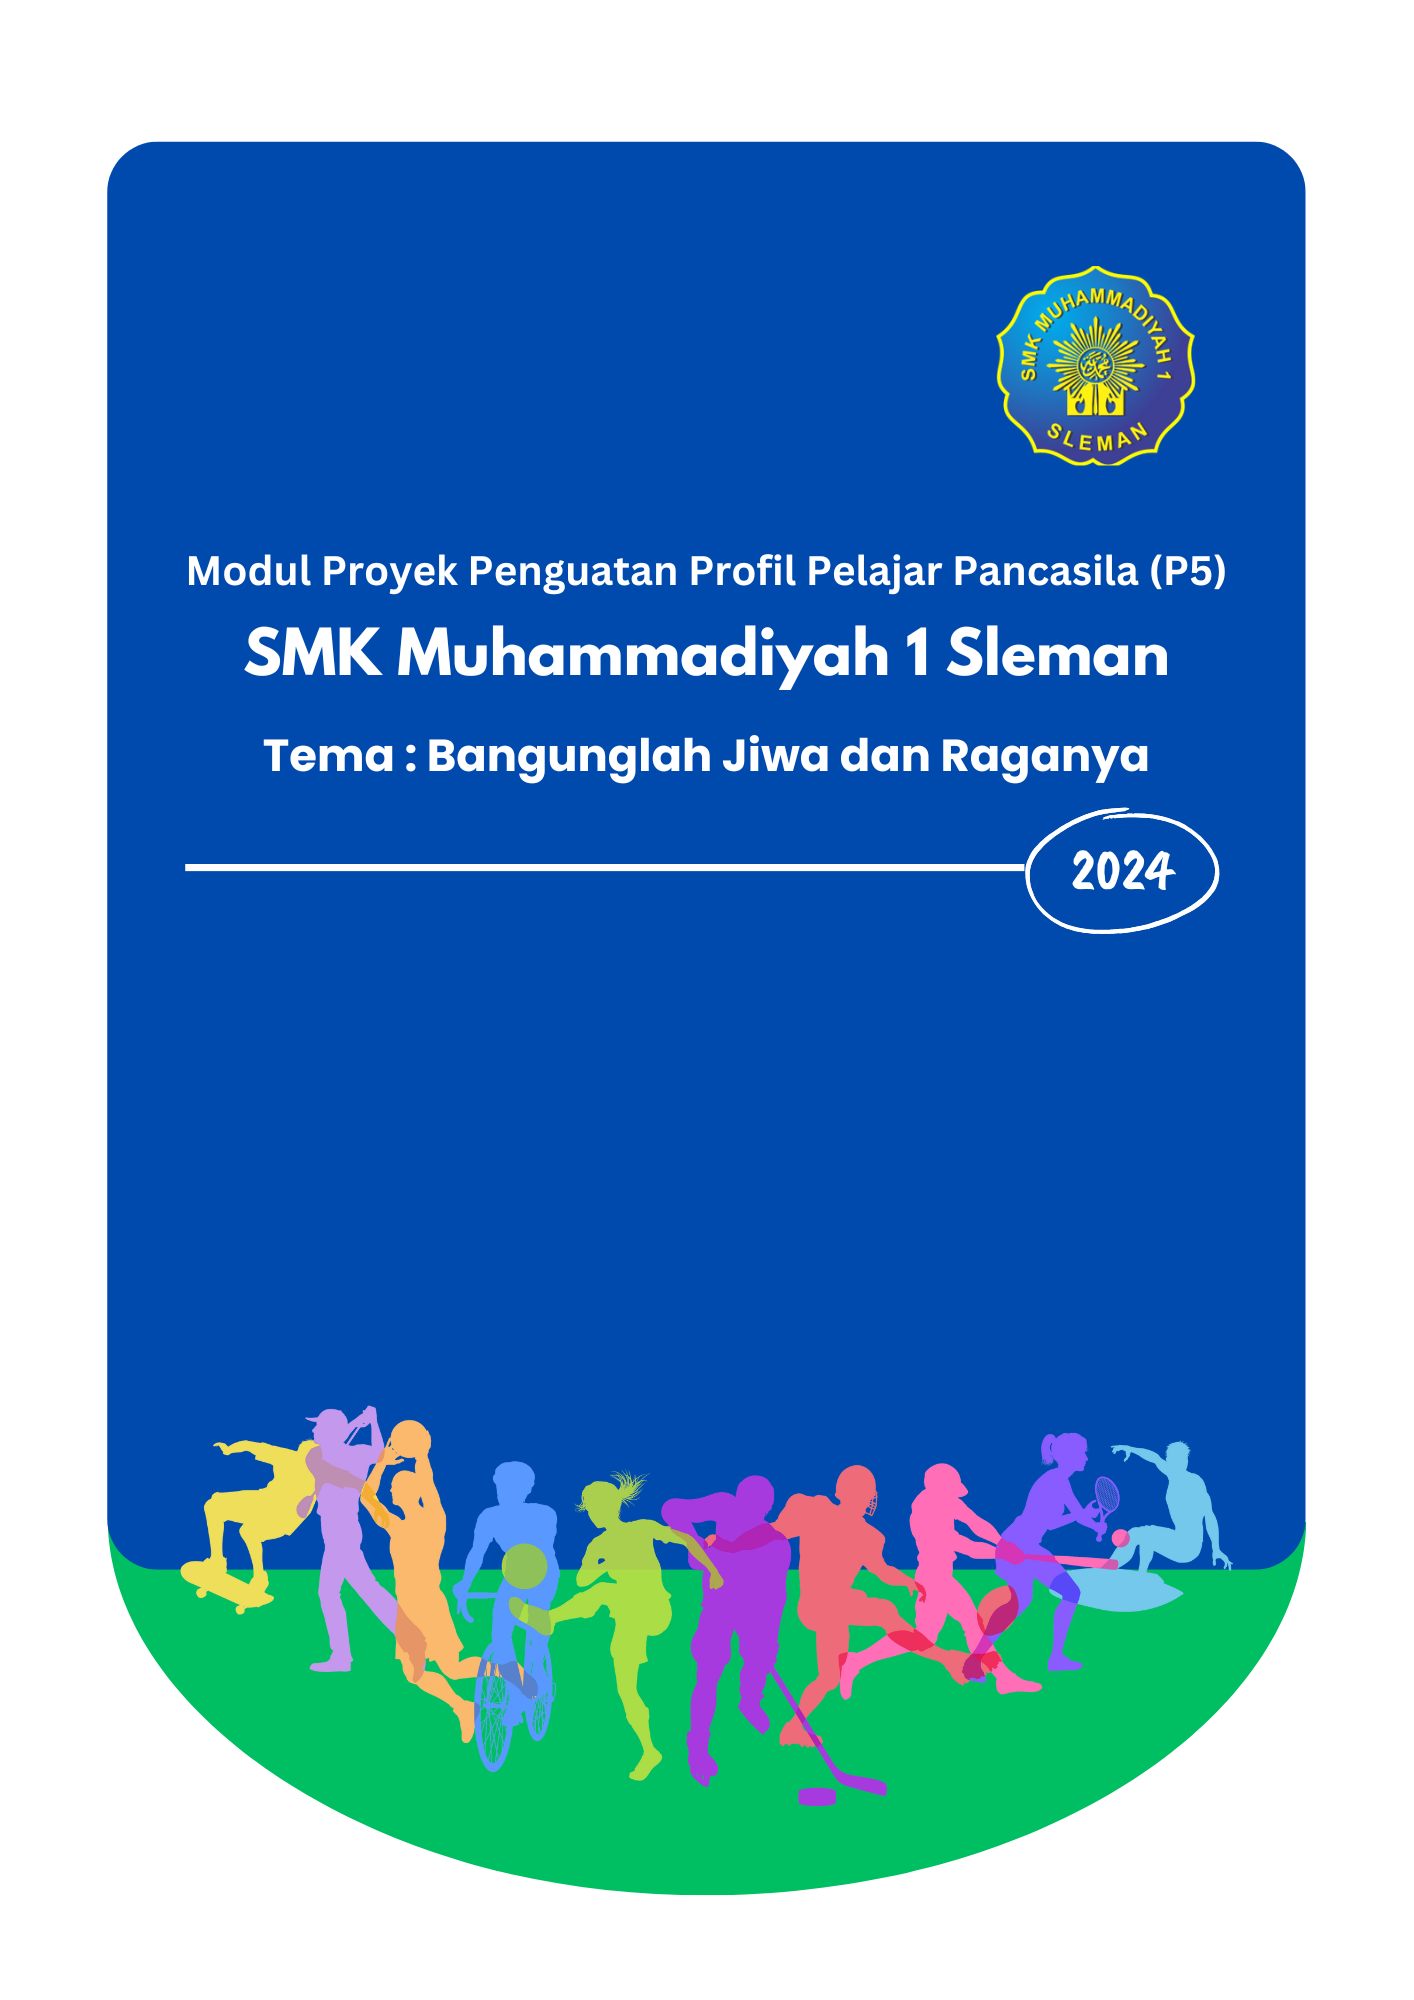 SMK MUHAMMADIYAH 1
SLEMAN
Modul Proyek Penguatan Profil Pelajar Pancasila (P5)
SMK Muhammadiyah 1 Sleman
Tema : Bangunglah Jiwa dan Raganya
2024